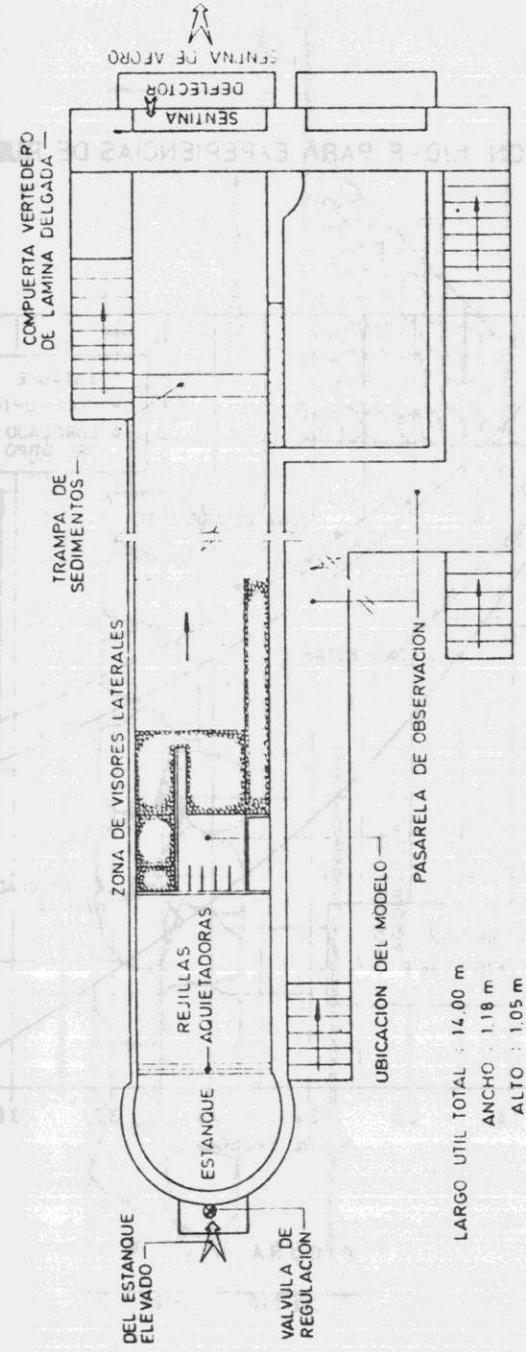 DEL ESTANQUE
ELEVADO
VALVULA DE
REGULACION
ESTANQUE
REJILLAS
AQUIETADORAS
ZONA DE VISORES LATERALES
TRAMPA DE
SEDIMENTOS
COMPUERTA VERTEDERO
DE LAMINA DELGADA
SENTINA
DEFLECTOR
SENTINA DE AFORO
UBICACION DEL MODELO
PASARELA DE OBSERVACION
LARGO UTIL TOTAL : 14.00 m
ANCHO : 1.18 m
ALTO : 1.05 m